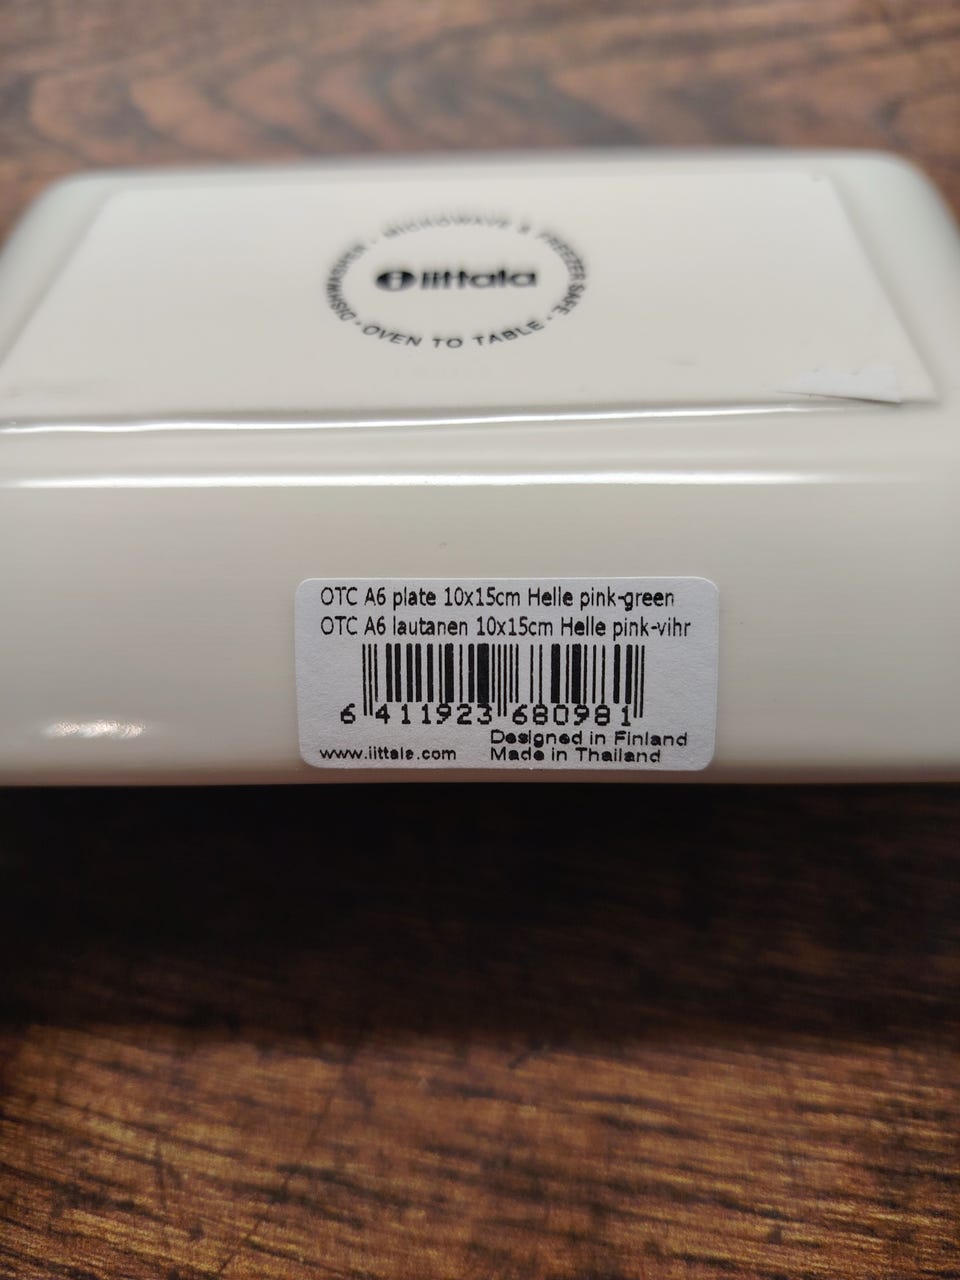 DISHWASHER · MICROWAVE & FREEZER SAFE ·
iittala
OVEN TO TABLE ·
OTC A6 plate 10x15cm Helle pink-green
OTC A6 lautanen 10x15cm Helle pink-vihr
6 411923 680981
Designed in Finland
www.iittala.com Made in Thailand